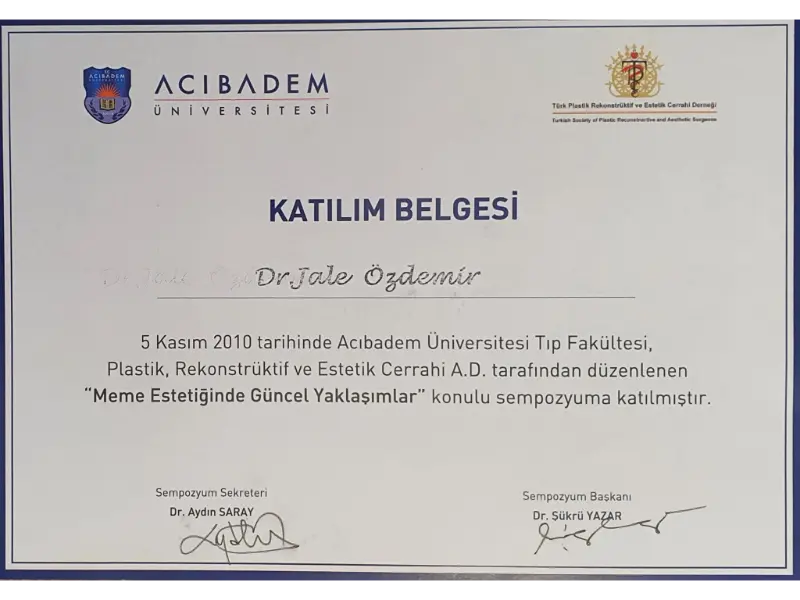 ACIBADEM
ÜNİVERSİTESİ
Türk Plastik Rekonstrüktif ve Estetik Cerrahi Derneği
Turkish Society of Plastic Reconstructive and Aesthetic Surgeons
KATILIM BELGESİ
Dr.Jale Özdemir
5 Kasım 2010 tarihinde Acıbadem Üniversitesi Tıp Fakültesi,
Plastik, Rekonstrüktif ve Estetik Cerrahi A.D. tarafından düzenlenen
“Meme Estetiğinde Güncel Yaklaşımlar” konulu sempozyuma katılmıştır.
Sempozyum Sekreteri
Dr. Aydın SARAY
Sempozyum Başkanı
Dr. Şükrü YAZAR